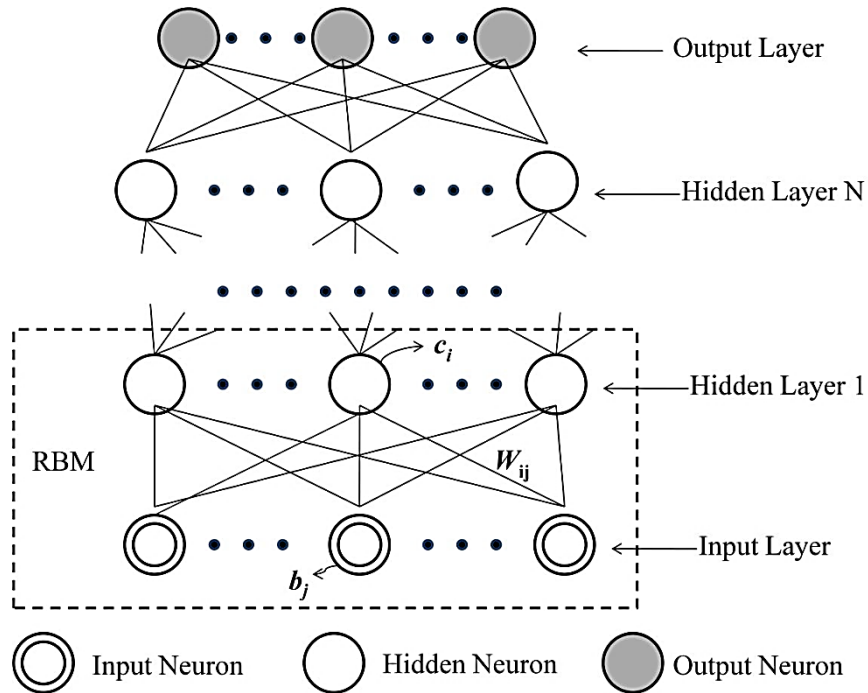 Output Layer
Hidden Layer N
c_i
Hidden Layer 1
RBM
W_ij
Input Layer
b_j
Input Neuron
Hidden Neuron
Output Neuron